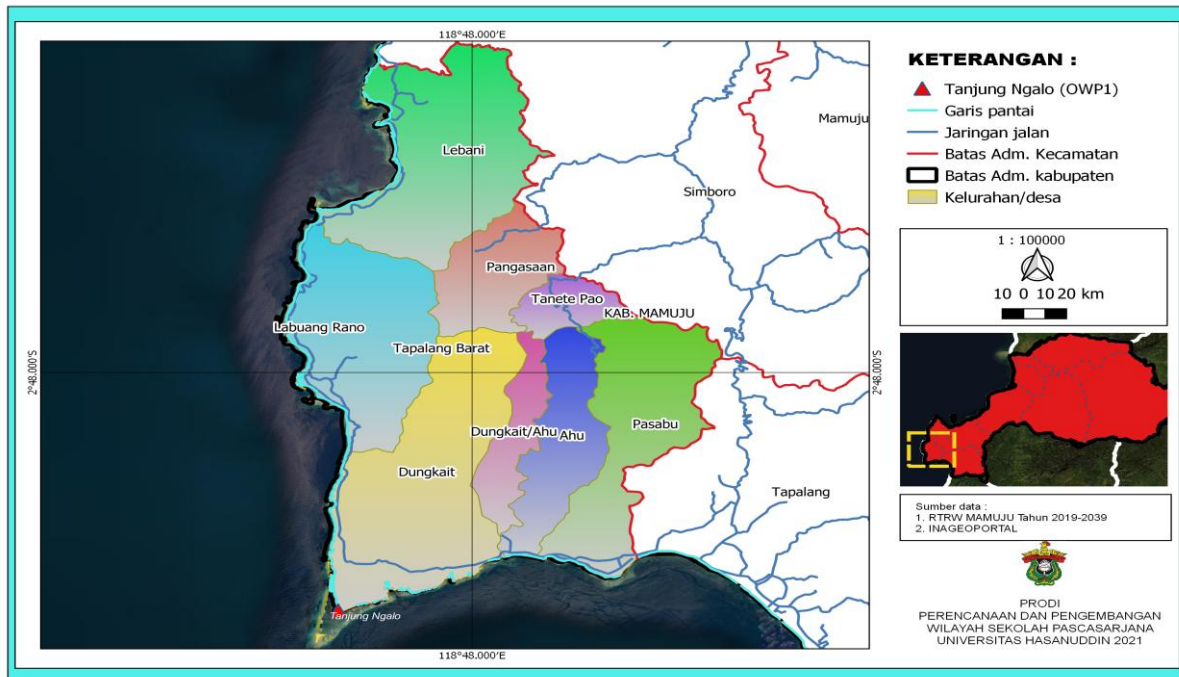 118°48.000'E
Mamuju
Lebani
Simboro
Pangasaan
Tanete Pao
KAB. MAMUJU
Labuang Rano
Tapalang Barat
2°48.000'S
2°48.000'S
Dungkait/Ahu
Ahu
Pasabu
Dungkait
Tapalang
Tanjung Ngalo
118°48.000'E
KETERANGAN :
Tanjung Ngalo (OWP1)
Garis pantai
Jaringan jalan
Batas Adm. Kecamatan
Batas Adm. kabupaten
Kelurahan/desa
1 : 100000
10 0 10 20 km
Sumber data :
1. RTRW MAMUJU Tahun 2019-2039
2. INAGEOPORTAL
PRODI
PERENCANAAN DAN PENGEMBANGAN
WILAYAH SEKOLAH PASCASARJANA
UNIVERSITAS HASANUDDIN 2021